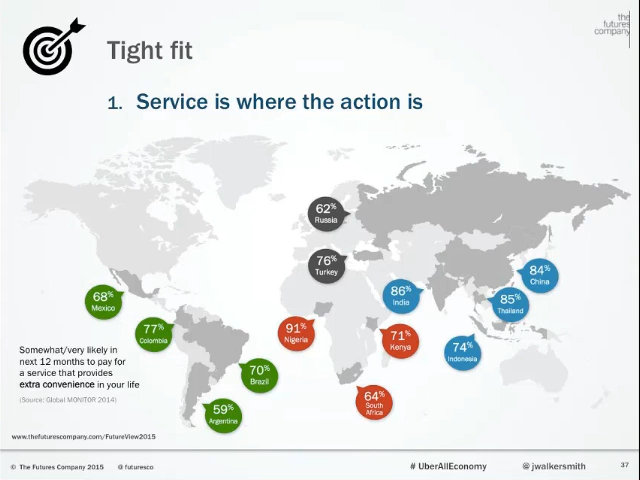 the
futures
company
Tight fit
1. Service is where the action is
62%
Russia
76%
Turkey
84%
China
86%
India
85%
Thailand
68%
Mexico
77%
Colombia
91%
Nigeria
71%
Kenya
74%
Indonesia
70%
Brazil
64%
South
Africa
59%
Argentina
Somewhat/very likely in
next 12 months to pay for
a service that provides
extra convenience in your life
(Source: Global MONITOR 2014)
www.thefuturescompany.com/FutureView2015
© The Futures Company 2015 @futuresco # UberAllEconomy @jwalkersmith 37